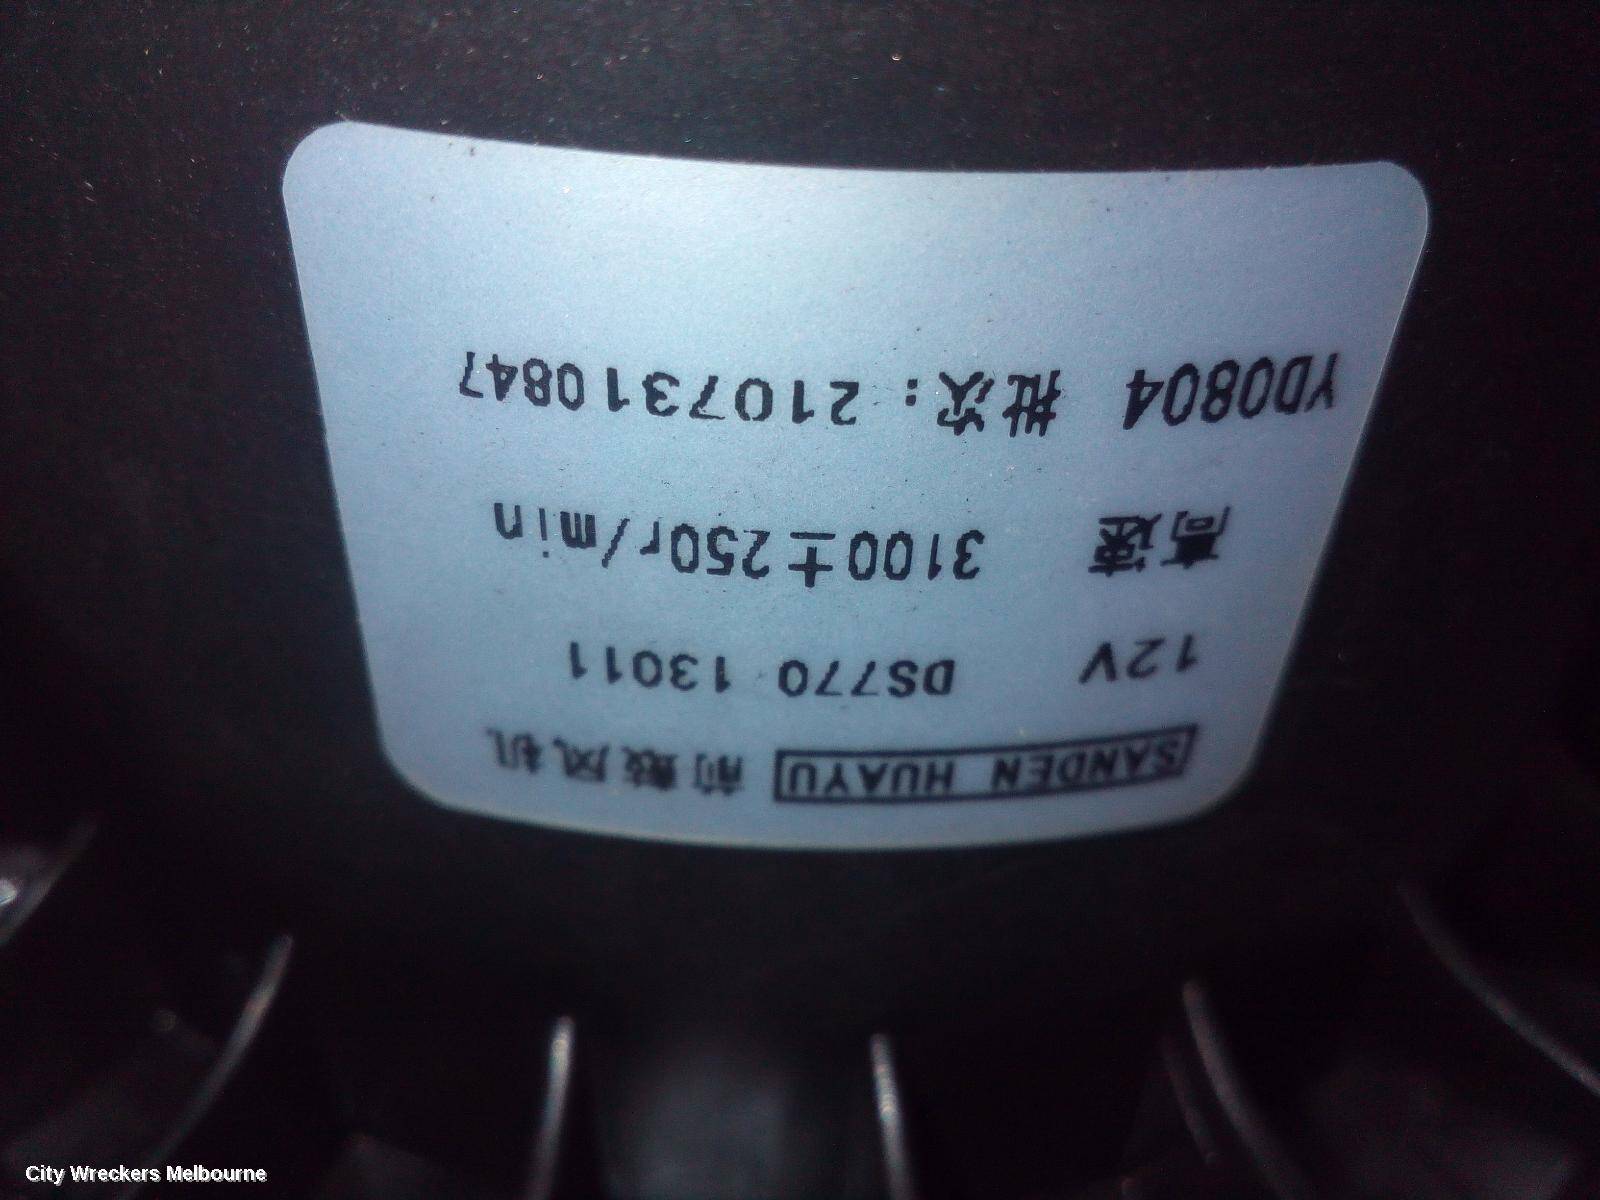 SANDEN HUAYU 前鼓风机
12V DS770 13011
高速 3100±250r/min
YD0804 批次：2107310847
City Wreckers Melbourne